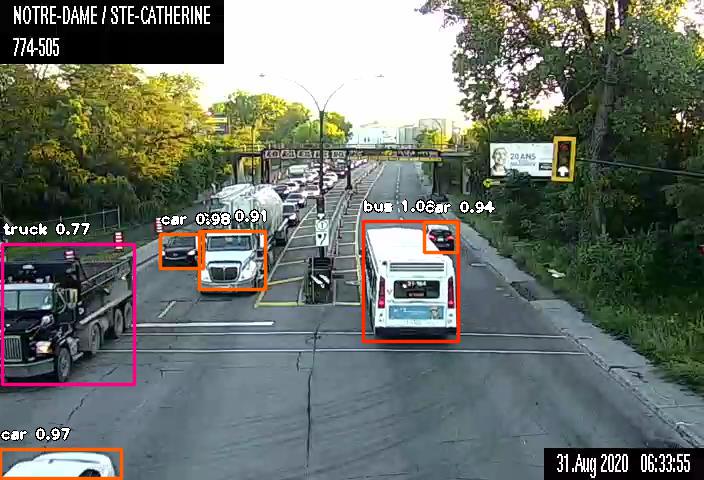 NOTRE-DAME / STE-CATHERINE
774-505
20 ANS
car 0.98
0.91
bus 1.0
car 0.94
truck 0.77
car 0.97
31.Aug 2020 06:33:55